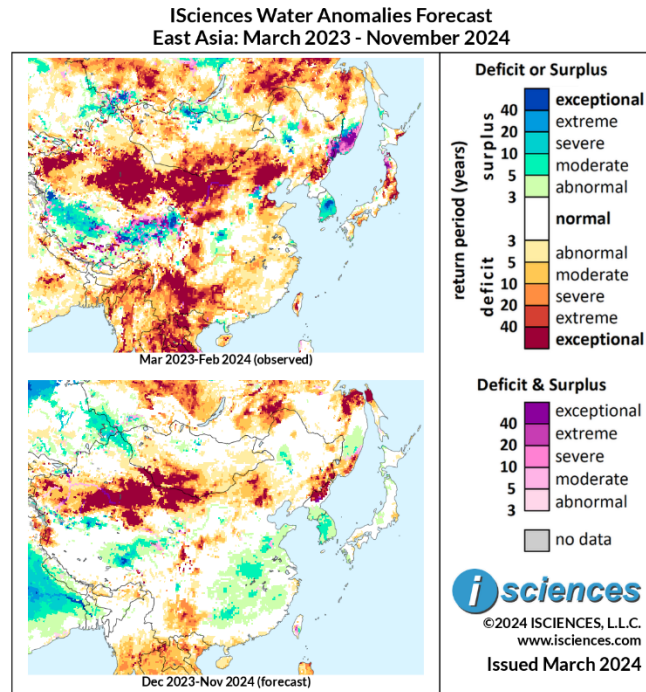 ISciences Water Anomalies Forecast
East Asia: March 2023 - November 2024
Mar 2023-Feb 2024 (observed)
Dec 2023-Nov 2024 (forecast)
Deficit or Surplus
return period (years)
surplus
deficit
40
20
10
5
3
3
5
10
20
40
exceptional
extreme
severe
moderate
abnormal
normal
abnormal
moderate
severe
extreme
exceptional
Deficit & Surplus
40
20
10
5
3
exceptional
extreme
severe
moderate
abnormal
no data
i sciences
©2024 ISCIENCES, L.L.C.
www.isciences.com
Issued March 2024